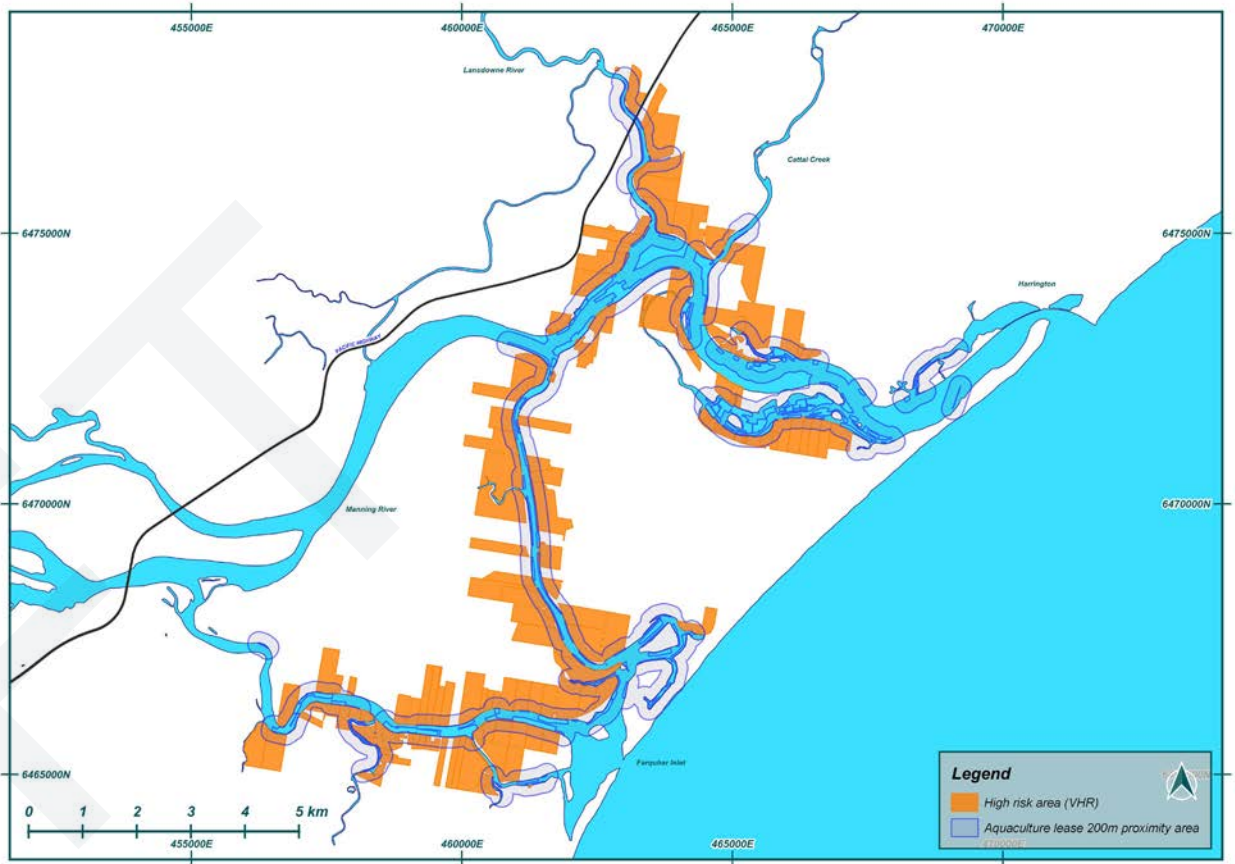 455000E
460000E
465000E
470000E
Lansdowne River
Cattai Creek
6475000N
6475000N
Harrington
PACIFIC HIGHWAY
Manning River
6470000N
6470000N
Farquhar Inlet
6465000N
Legend
High risk area (VHR)
Aquaculture lease 200m proximity area
0 1 2 3 4 5 km
455000E
460000E
465000E
470000E